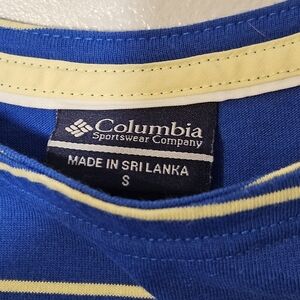 Columbia
Sportswear Company
MADE IN SRI LANKA
S